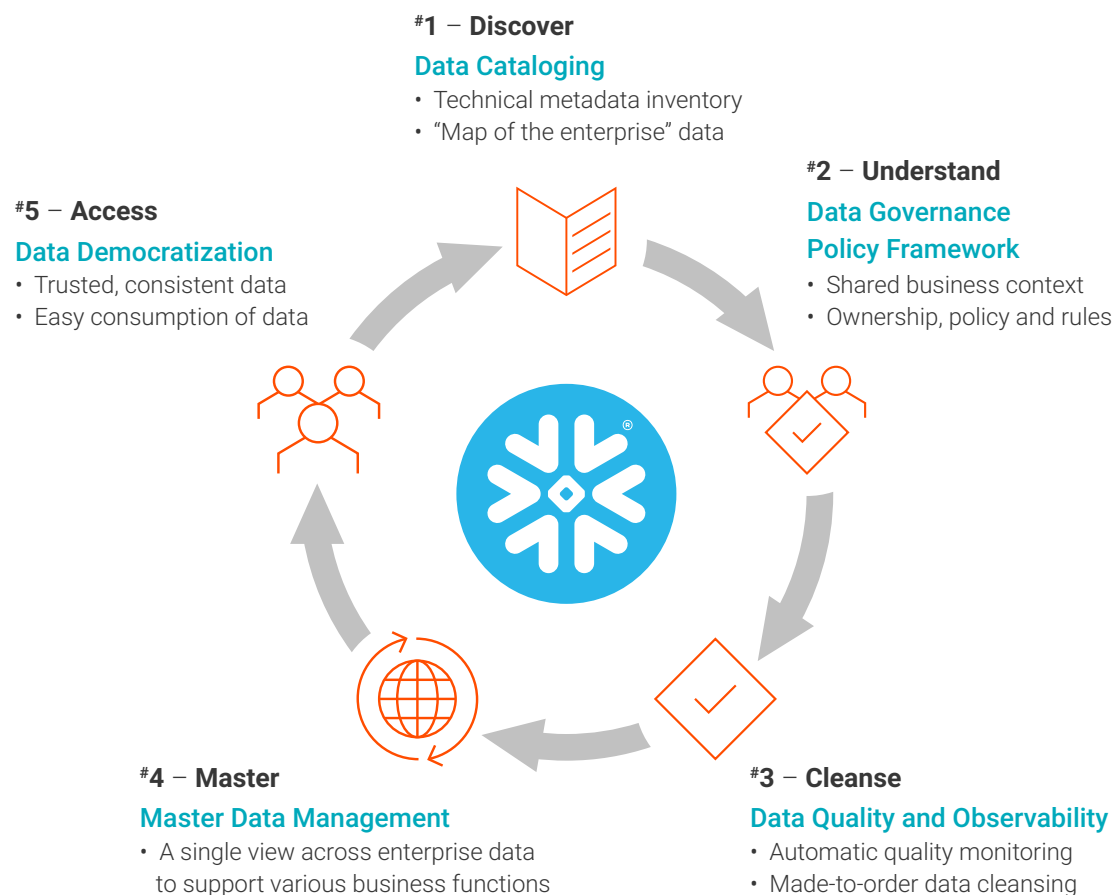 #1 – Discover
Data Cataloging
• Technical metadata inventory
• “Map of the enterprise” data
#2 – Understand
Data Governance
Policy Framework
• Shared business context
• Ownership, policy and rules
#5 – Access
Data Democratization
• Trusted, consistent data
• Easy consumption of data
®
#4 – Master
Master Data Management
• A single view across enterprise data
to support various business functions
#3 – Cleanse
Data Quality and Observability
• Automatic quality monitoring
• Made-to-order data cleansing